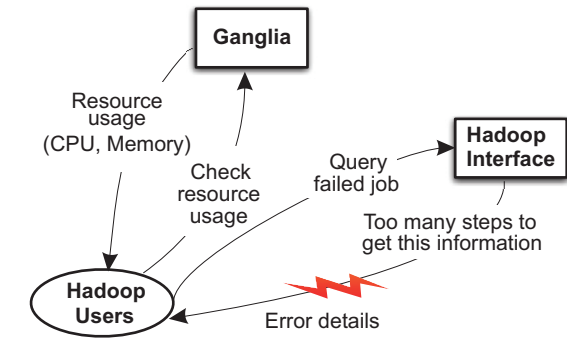 Ganglia
Resource
usage
(CPU, Memory)
Check
resource
usage
Query
failed job
Hadoop
Interface
Too many steps to
get this information
Hadoop
Users
Error details